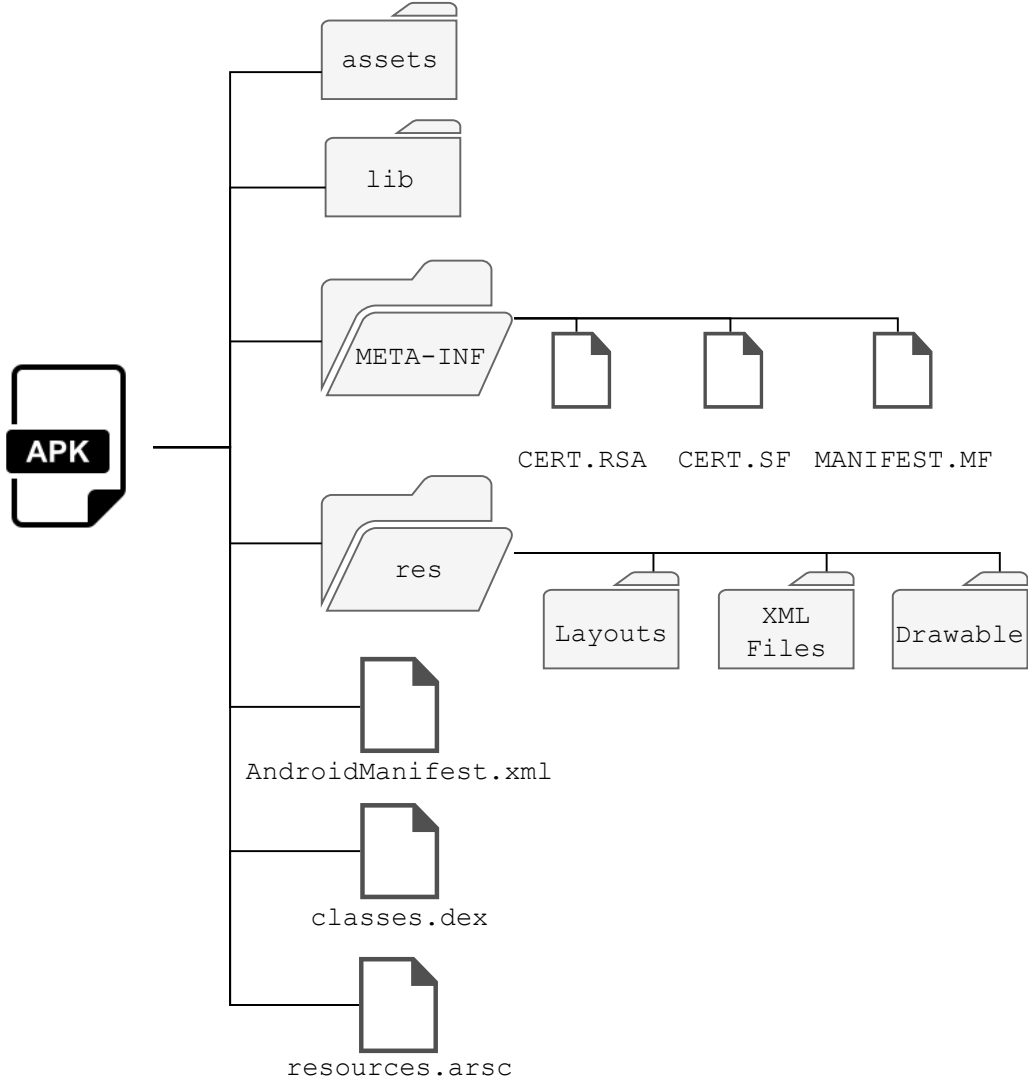 assets
lib
META-INF
APK
CERT.RSA CERT.SF MANIFEST.MF
res
Layouts
XML
Files
Drawable
AndroidManifest.xml
classes.dex
resources.arsc